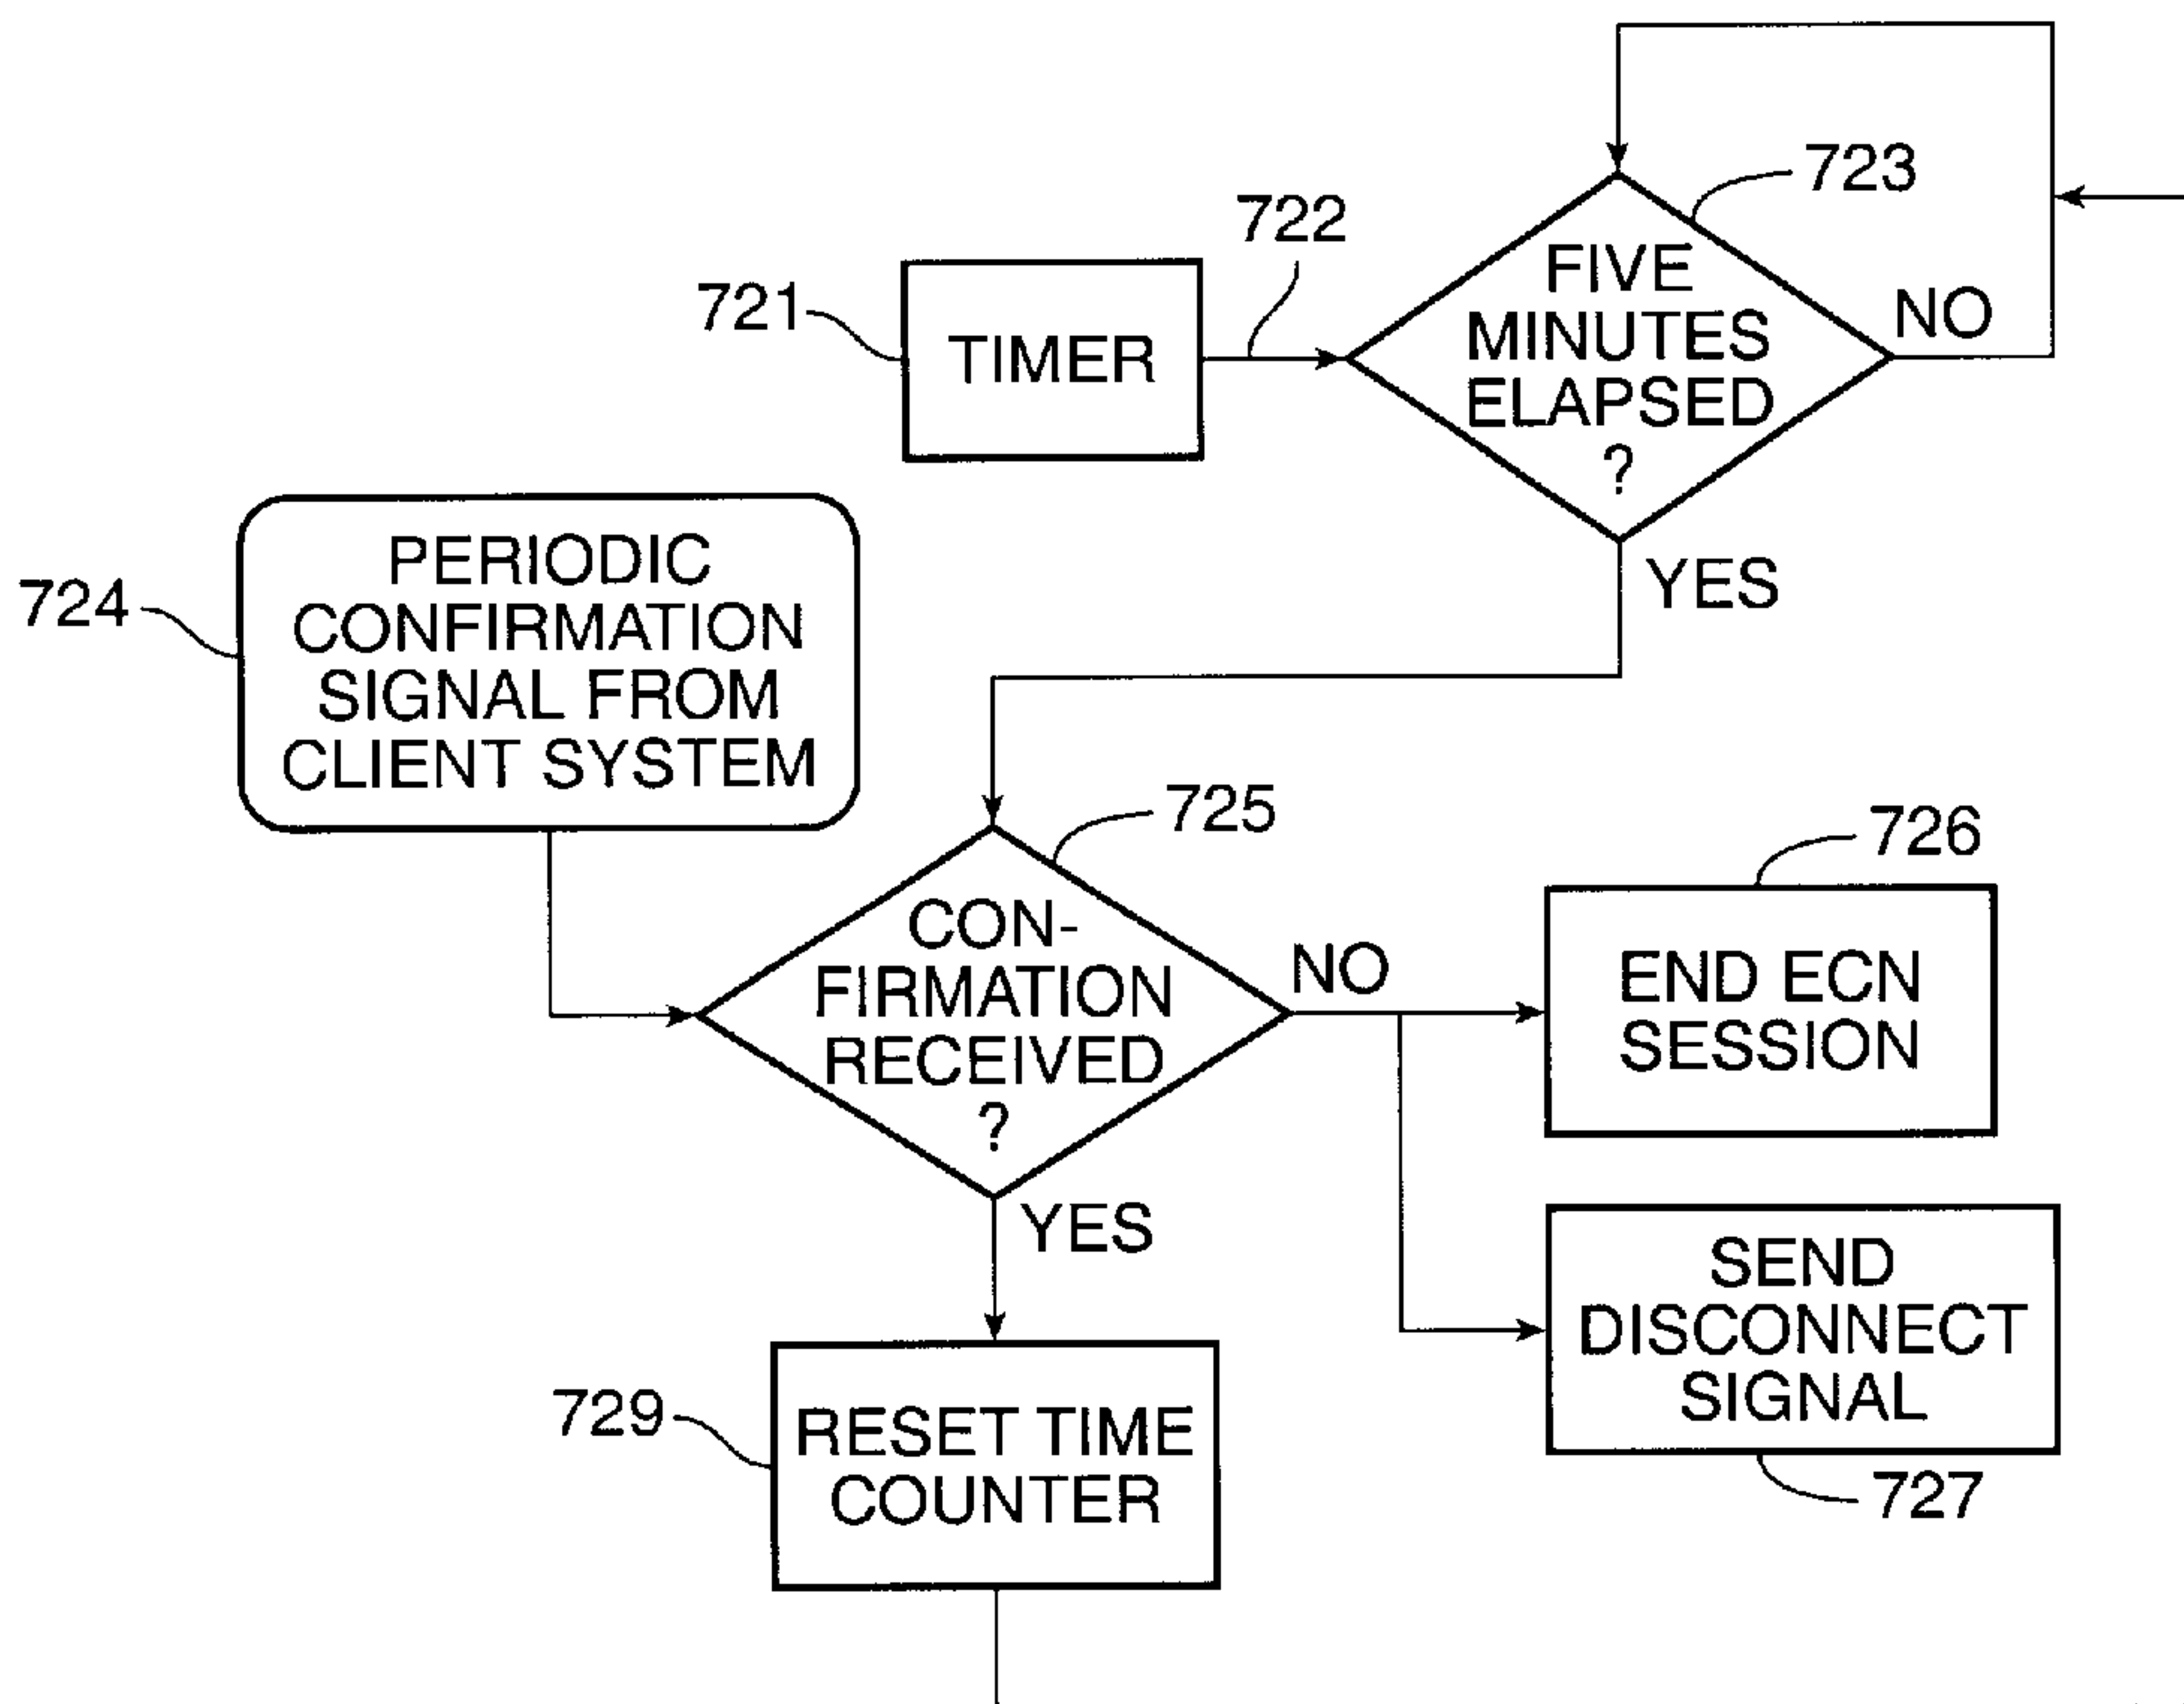 723
722
FIVE
MINUTES
ELAPSED
?
NO
721
TIMER
YES
724
PERIODIC
CONFIRMATION
SIGNAL FROM
CLIENT SYSTEM
725
CON-
FIRMATION
RECEIVED
?
NO
YES
726
END ECN
SESSION
SEND
DISCONNECT
SIGNAL
727
729
RESET TIME
COUNTER